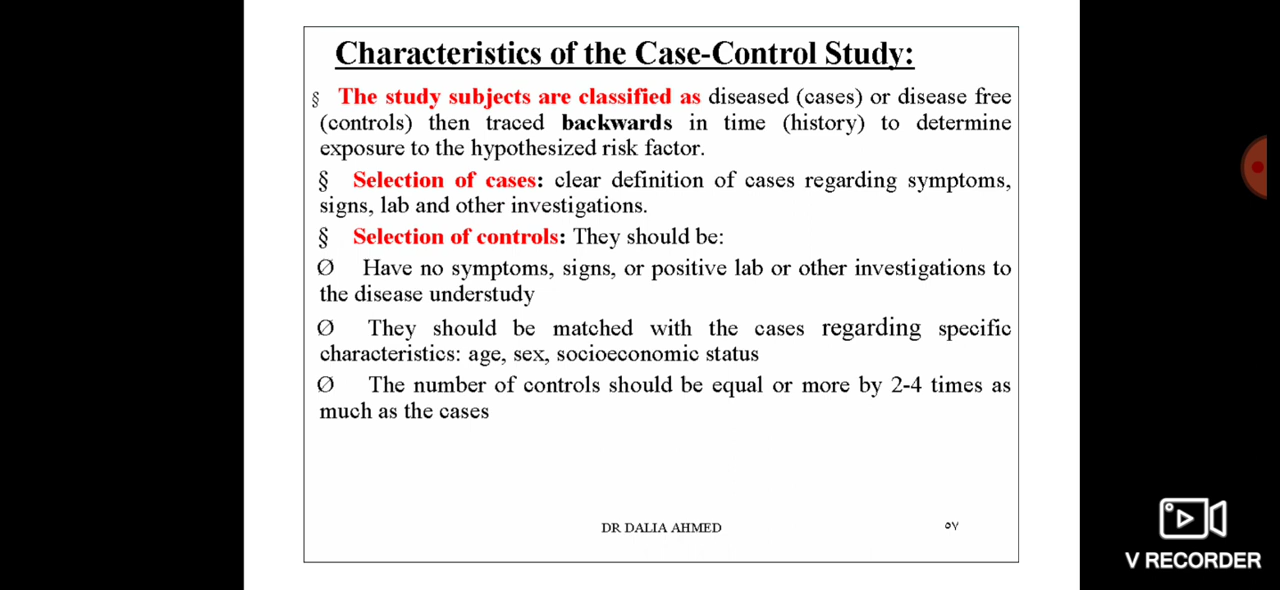 Characteristics of the Case-Control Study:
§ The study subjects are classified as diseased (cases) or disease free
(controls) then traced backwards in time (history) to determine
exposure to the hypothesized risk factor.
§ Selection of cases: clear definition of cases regarding symptoms,
signs, lab and other investigations.
§ Selection of controls: They should be:
Ø Have no symptoms, signs, or positive lab or other investigations to
the disease understudy
Ø They should be matched with the cases regarding specific
characteristics: age, sex, socioeconomic status
Ø The number of controls should be equal or more by 2-4 times as
much as the cases
DR DALIA AHMED
٥٧
V RECORDER